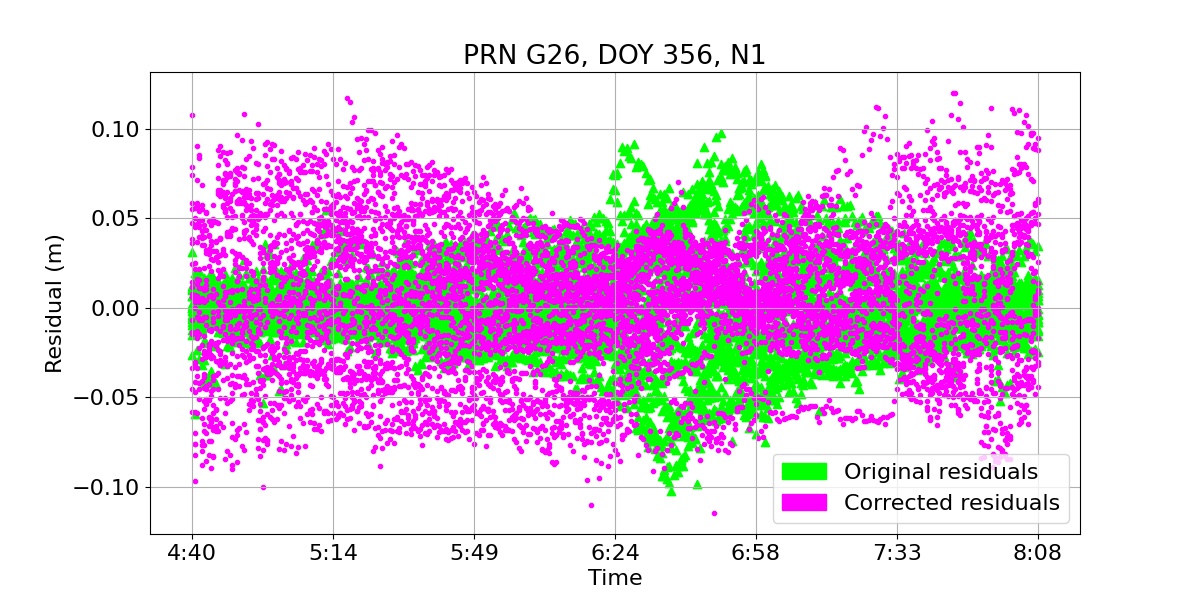 PRN G26, DOY 356, N1
0.10
0.05
0.00
−0.05
−0.10
Residual (m)
Original residuals
Corrected residuals
4:40 5:14 5:49 6:24 6:58 7:33 8:08
Time